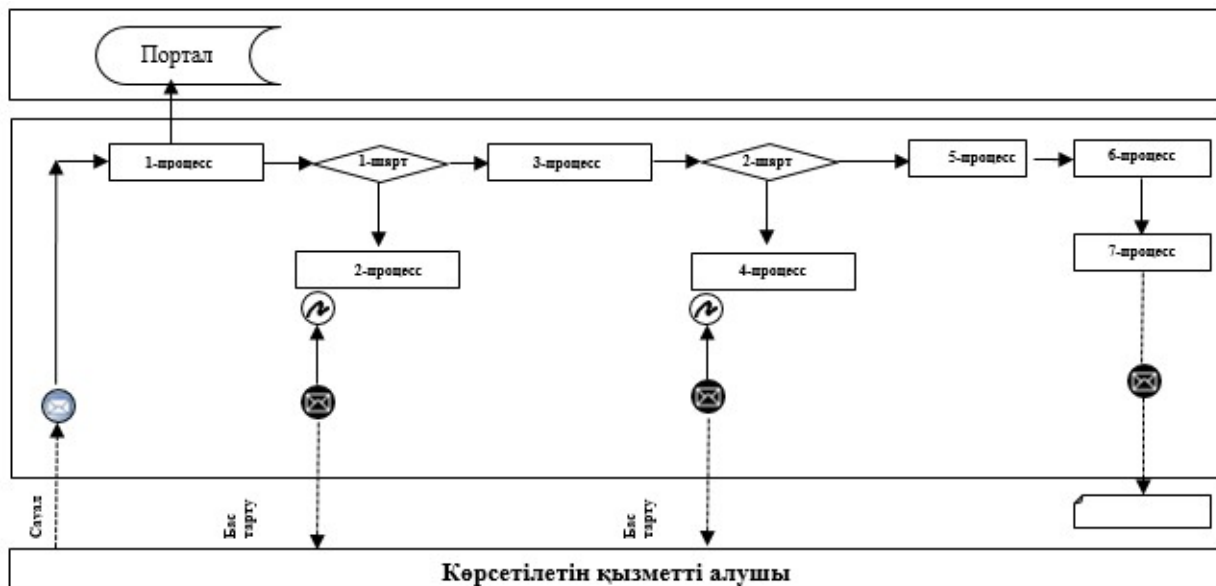 Портал
1-процесс
1-шарт
3-процесс
2-шарт
5-процесс
6-процесс
2-процесс
4-процесс
7-процесс
Сауал
Бас
тарту
Бас
тарту
Көрсетілетін қызметті алушы